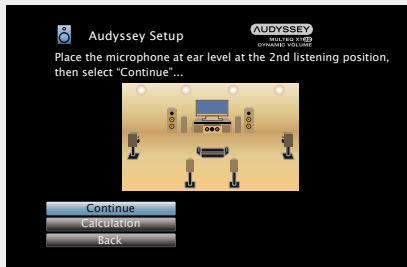 Audyssey Setup
AUDYSSEY
MULTEQ XT32
DYNAMIC VOLUME
Place the microphone at ear level at the 2nd listening position,
then select “Continue”...
Continue
Calculation
Back